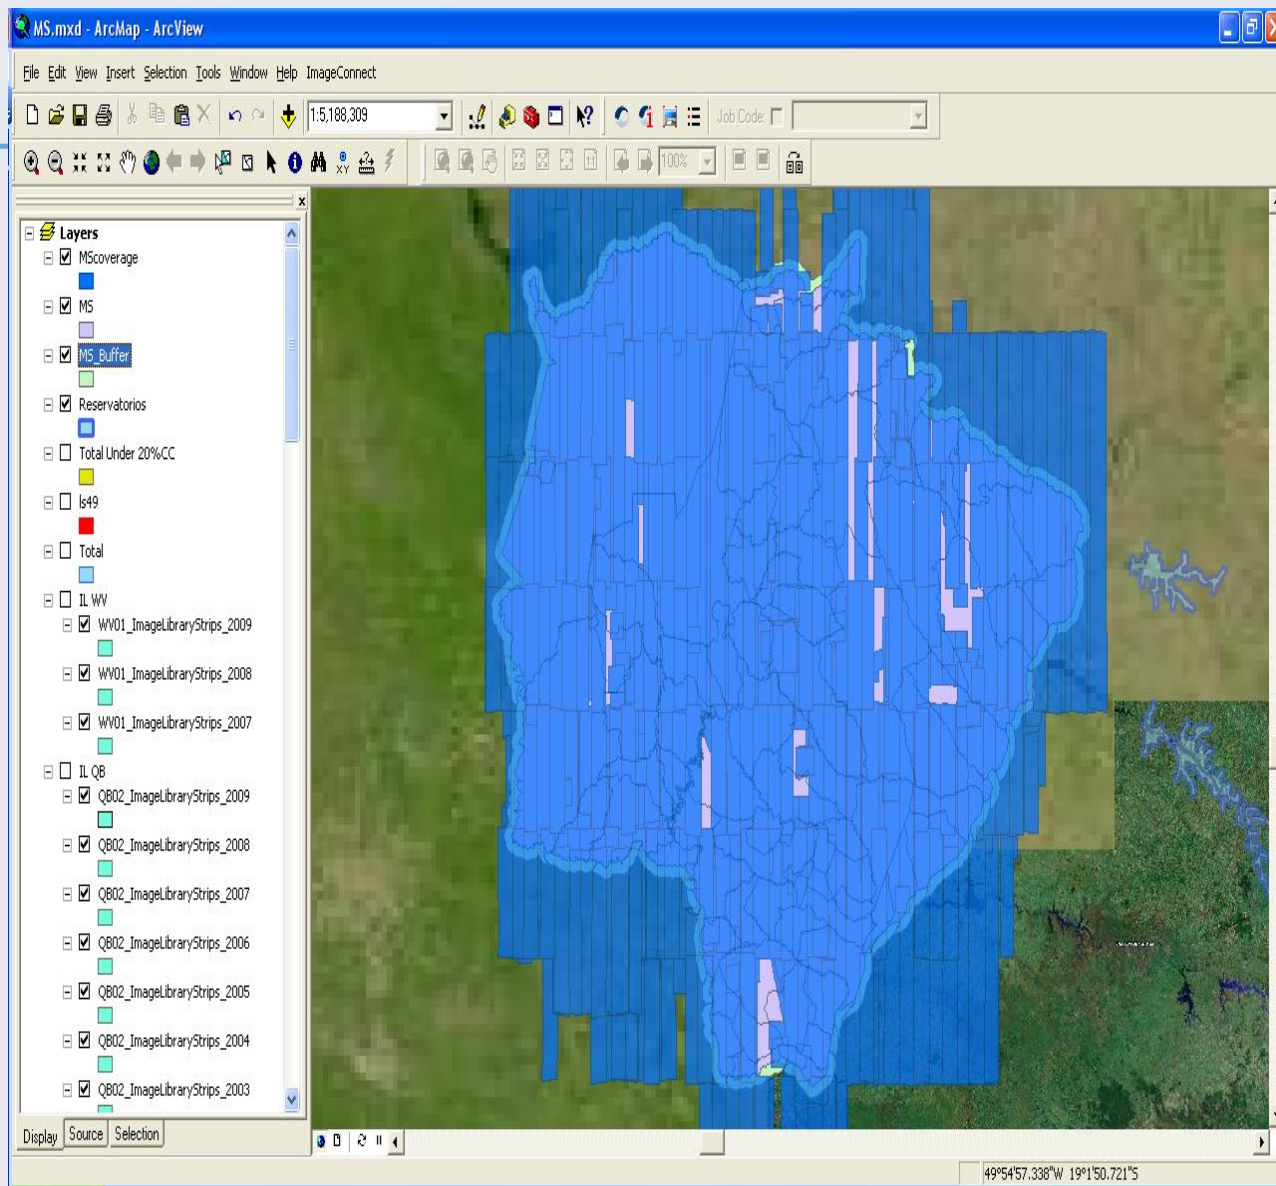 MS.mxd - ArcMap - ArcView
File Edit View Insert Selection Tools Window Help ImageConnect
1:5,188,309
Job Code:
XY
100%
Layers
MScoverage
MS
MS_Buffer
Reservatorios
Total Under 20%CC
ls49
Total
IL WV
WV01_ImageLibraryStrips_2009
WV01_ImageLibraryStrips_2008
WV01_ImageLibraryStrips_2007
IL QB
QB02_ImageLibraryStrips_2009
QB02_ImageLibraryStrips_2008
QB02_ImageLibraryStrips_2007
QB02_ImageLibraryStrips_2006
QB02_ImageLibraryStrips_2005
QB02_ImageLibraryStrips_2004
QB02_ImageLibraryStrips_2003
Display Source Selection
49°54'57.338"W 19°1'50.721"S